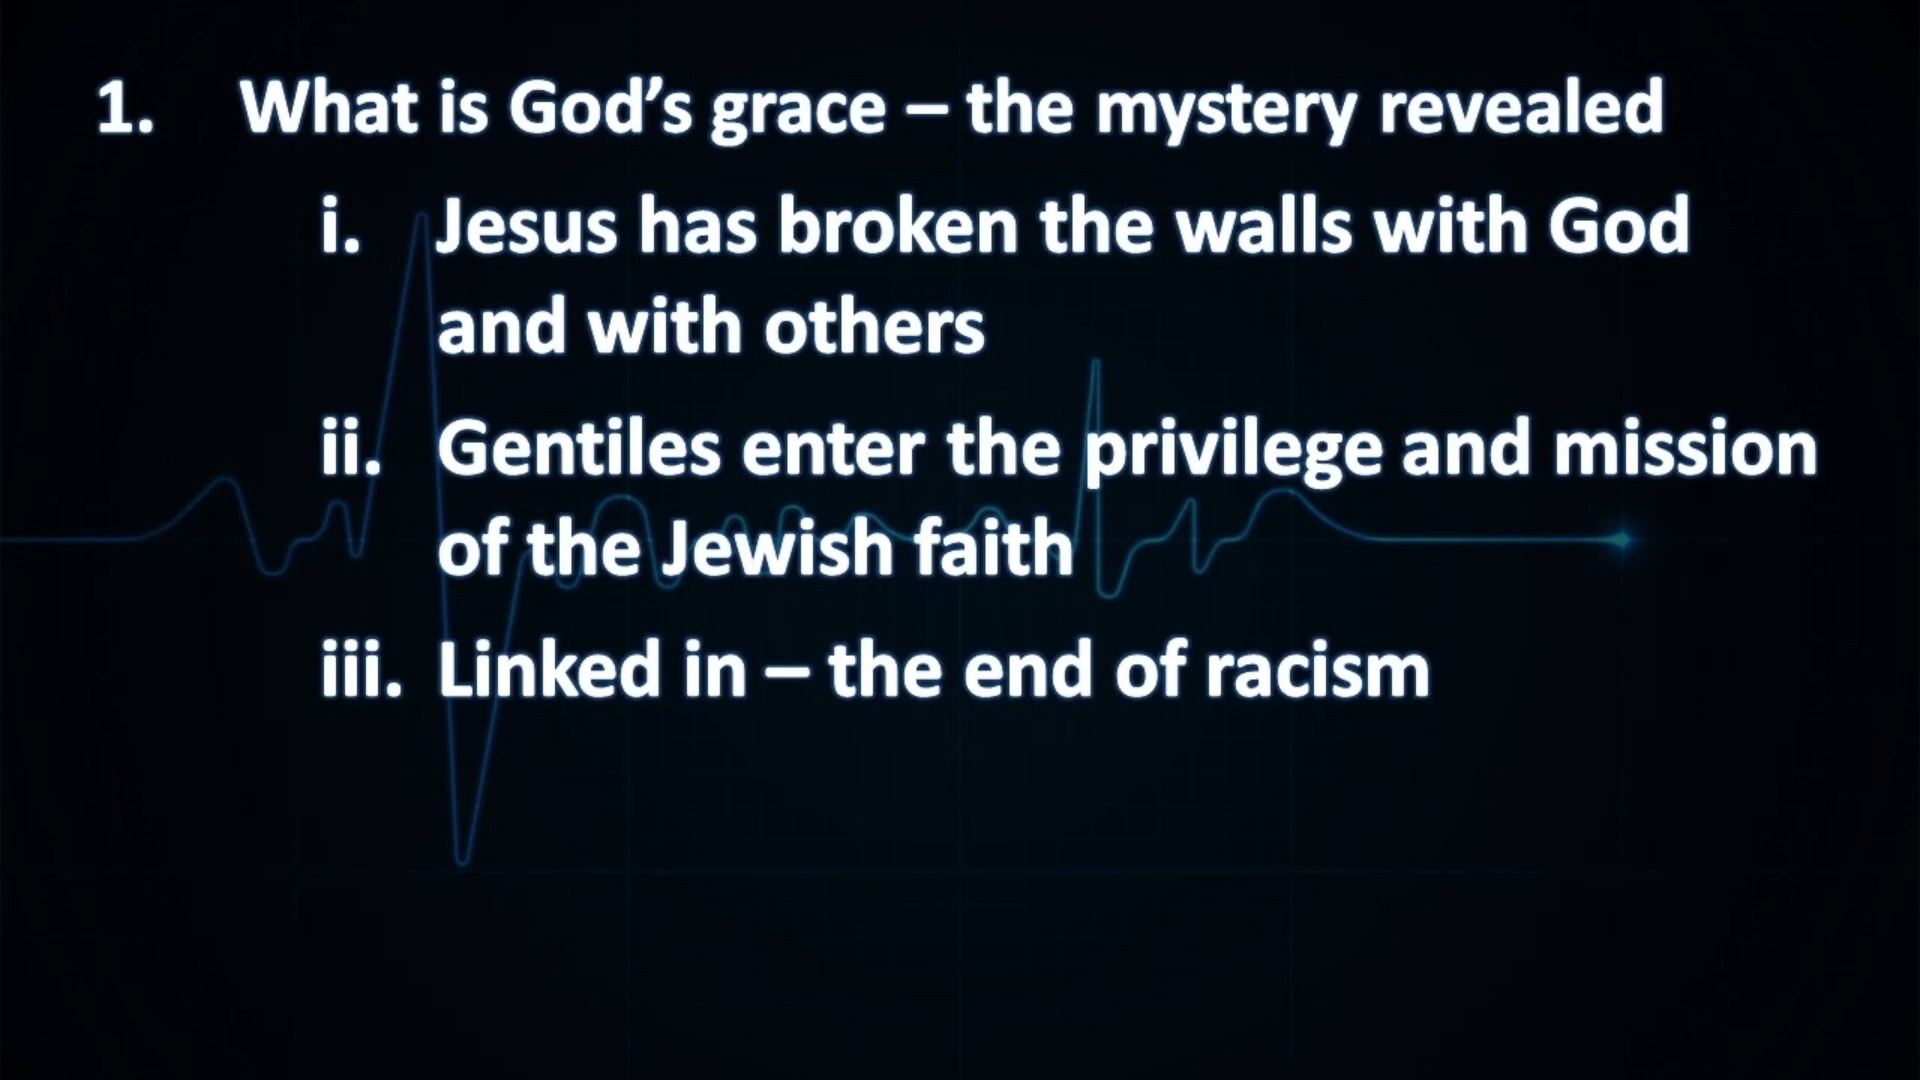 1. What is God’s grace – the mystery revealed
i. Jesus has broken the walls with God
and with others
ii. Gentiles enter the privilege and mission
of the Jewish faith
iii. Linked in – the end of racism